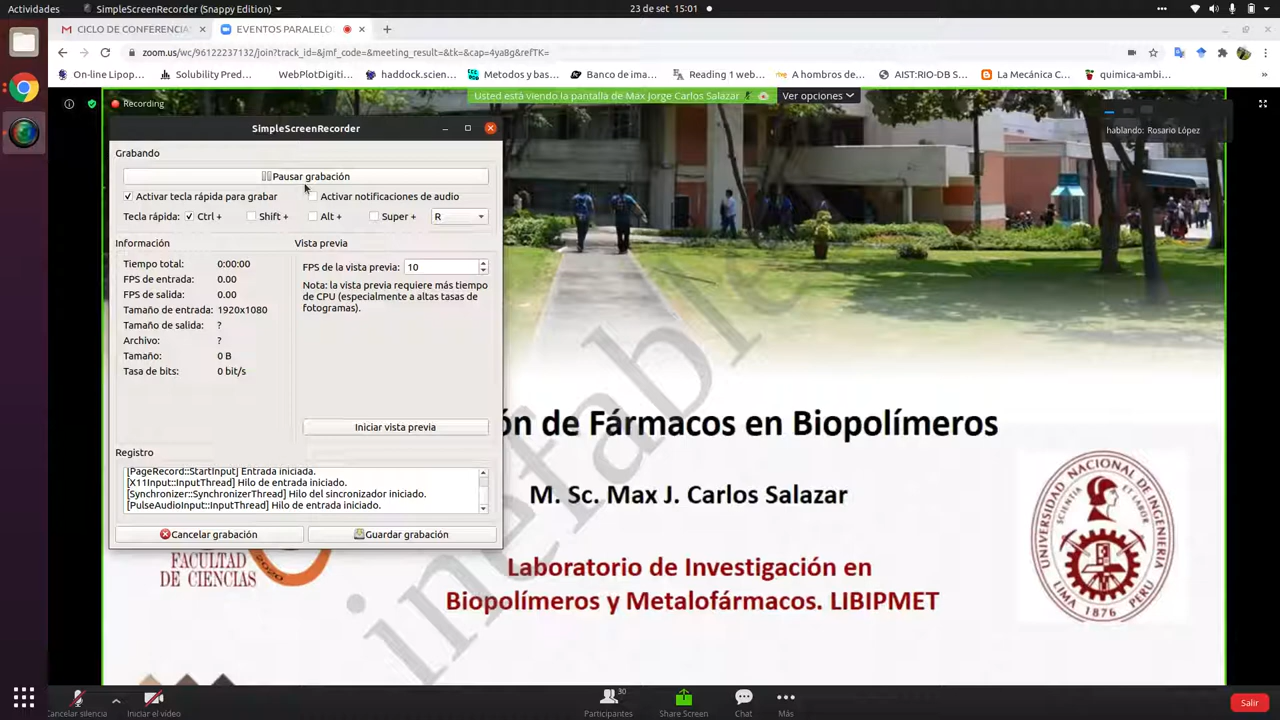 Actividades
SimpleScreenRecorder (Snappy Edition)
23 de set 15:01
CICLO DE CONFERENCIA
EVENTOS PARALELO
zoom.us/wc/96122237132/join?track_id=&jmf_code=&meeting_result=&tk=&cap=4ya8g&refTK=
On-line Lipop...
Solubility Pred...
WebPlotDigiti...
haddock.scien...
Metodos y bas...
Banco de ima...
Reading 1 web...
A hombros de...
AIST:RIO-DB S...
La Mecánica C...
quimica-ambi...
»
Recording
Usted está viendo la pantalla de Max Jorge Carlos Salazar
Ver opciones
hablando: Rosario López
SimpleScreenRecorder
Grabando
Pausar grabación
Activar tecla rápida para grabar
Activar notificaciones de audio
Tecla rápida:
Ctrl +
Shift +
Alt +
Super +
R
Información
Tiempo total: 0:00:00
FPS de entrada: 0.00
FPS de salida: 0.00
Tamaño de entrada: 1920x1080
Tamaño de salida: ?
Archivo: ?
Tamaño: 0 B
Tasa de bits: 0 bit/s
Vista previa
FPS de la vista previa: 10
Nota: la vista previa requiere más tiempo
de CPU (especialmente a altas tasas de
fotogramas).
Iniciar vista previa
Registro
[PageRecord::StartInput] Entrada iniciada.
[X11Input::InputThread] Hilo de entrada iniciado.
[Synchronizer::SynchronizerThread] Hilo del sincronizador iniciado.
[PulseAudioInput::InputThread] Hilo de entrada iniciado.
Cancelar grabación
Guardar grabación
ón de Fármacos en Biopolímeros
M. Sc. Max J. Carlos Salazar
Laboratorio de Investigación en
Biopolímeros y Metalofármacos. LIBIPMET
FACULTAD
DE CIENCIAS
2020
UNIVERSIDAD NACIONAL DE INGENIERIA
SCIENTIA ET LABOR
LIMA 1876 PERU
Cancelar silencia
Iniciar el vídeo
30
Participantes
Share Screen
Chat
Más
Salir